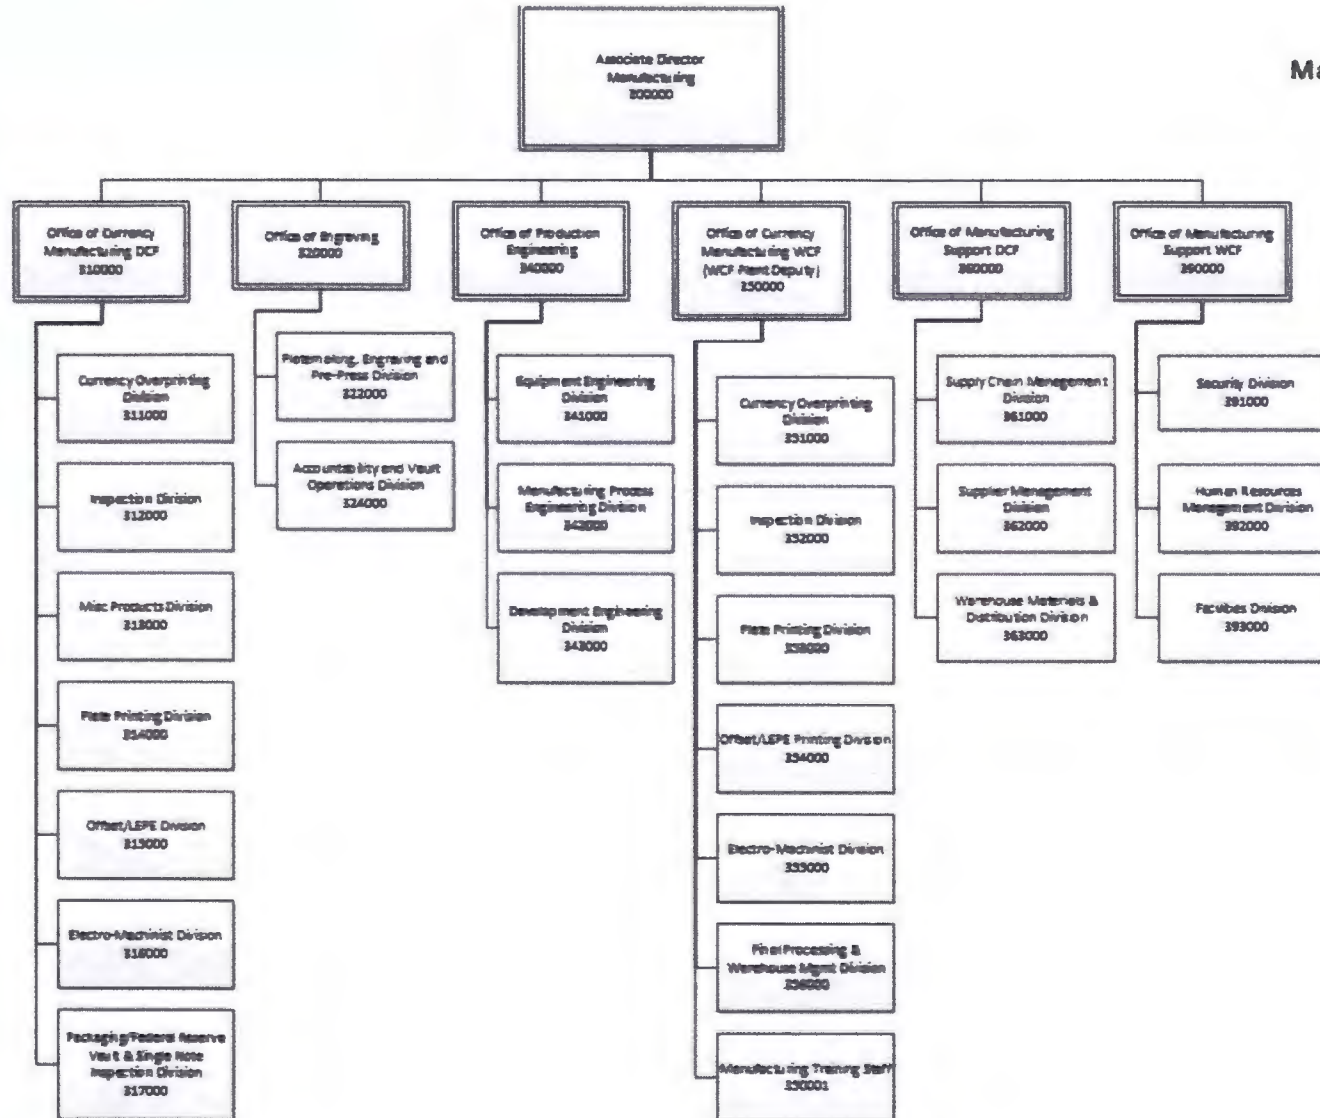 Associate Director
Manufacturing
300000
Ma
Office of Currency
Manufacturing DCF
310000
Office of Engraving
320000
Office of Production
Engineering
340000
Office of Currency
Manufacturing WCF
(WCF Plant Deputy)
350000
Office of Manufacturing
Support DCF
360000
Office of Manufacturing
Support WCF
390000
Currency Overprinting
Division
311000
Inspection Division
312000
Misc Products Division
313000
Plate Printing Division
314000
Offset/LEPE Division
315000
Electro-Machinist Division
316000
Packaging/Federal Reserve
Vault & Single Note
Inspection Division
317000
Platemaking, Engraving and
Pre-Press Division
322000
Accountability and Vault
Operations Division
324000
Equipment Engineering
Division
341000
Manufacturing Process
Engineering Division
342000
Development Engineering
Division
343000
Currency Overprinting
Division
351000
Inspection Division
352000
Plate Printing Division
353000
Offset/LEPE Printing Division
354000
Electro-Machinist Division
355000
Final Processing &
Warehouse Mgmt Division
356000
Manufacturing Training Staff
350001
Supply Chain Management
Division
361000
Supplier Management
Division
362000
Warehouse Materials &
Distribution Division
363000
Security Division
391000
Human Resources
Management Division
392000
Facilities Division
393000